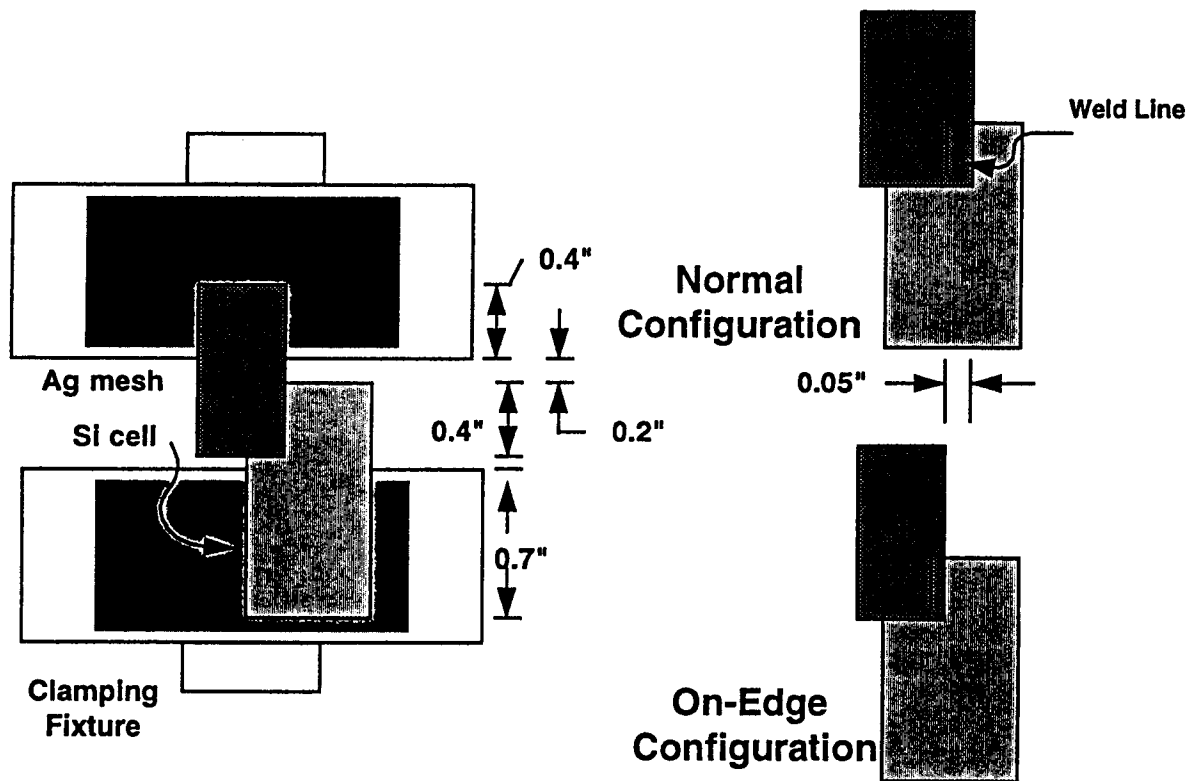 Weld Line
0.4"
Normal
Configuration
Ag mesh
0.05"
Si cell
0.4"
0.2"
0.7"
Clamping
Fixture
On-Edge
Configuration